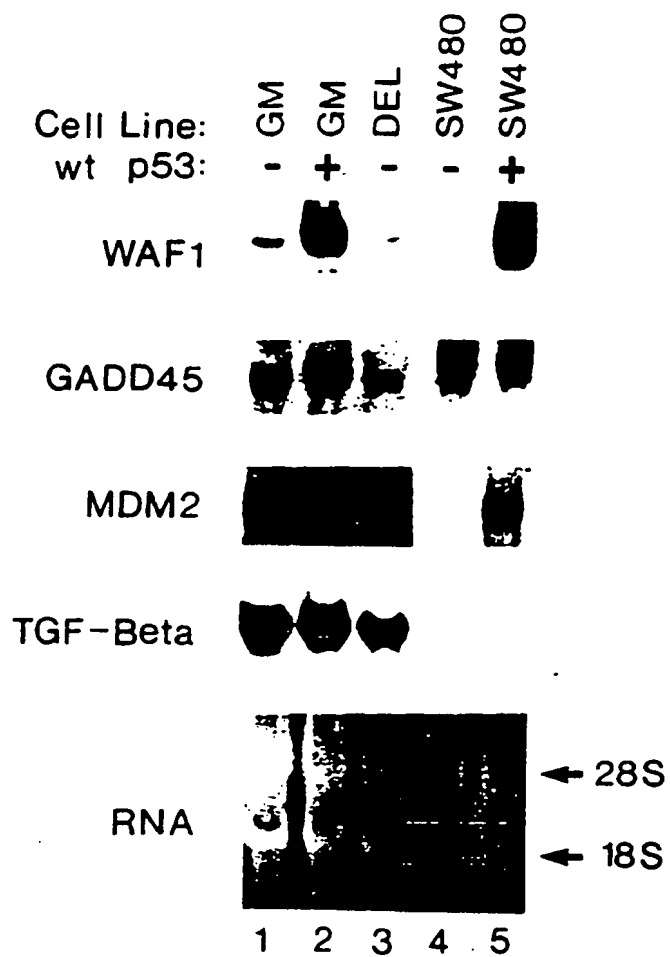 GM GM DEL SW480 SW480
Cell Line:
wt p53: - + - - +
WAF1
GADD45
MDM2
TGF-Beta
RNA
28S
18S
1 2 3 4 5